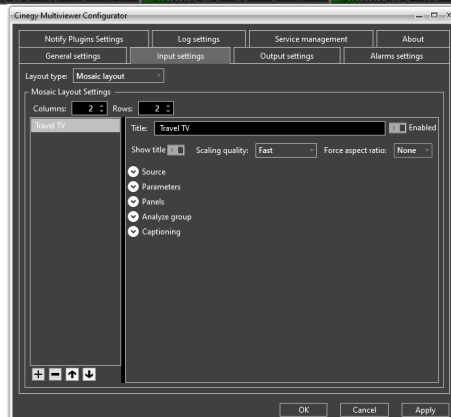 Cinegy Multiviewer Configurator
Notify Plugins Settings Log settings Service management About
General settings Input settings Output settings Alarms settings
Layout type: Mosaic layout
Mosaic Layout Settings
Columns: 2 Rows: 2
Travel TV
Title: Travel TV Enabled
Show title Scaling quality: Fast Force aspect ratio: None
Source
Parameters
Panels
Analyze group
Captioning
OK Cancel Apply